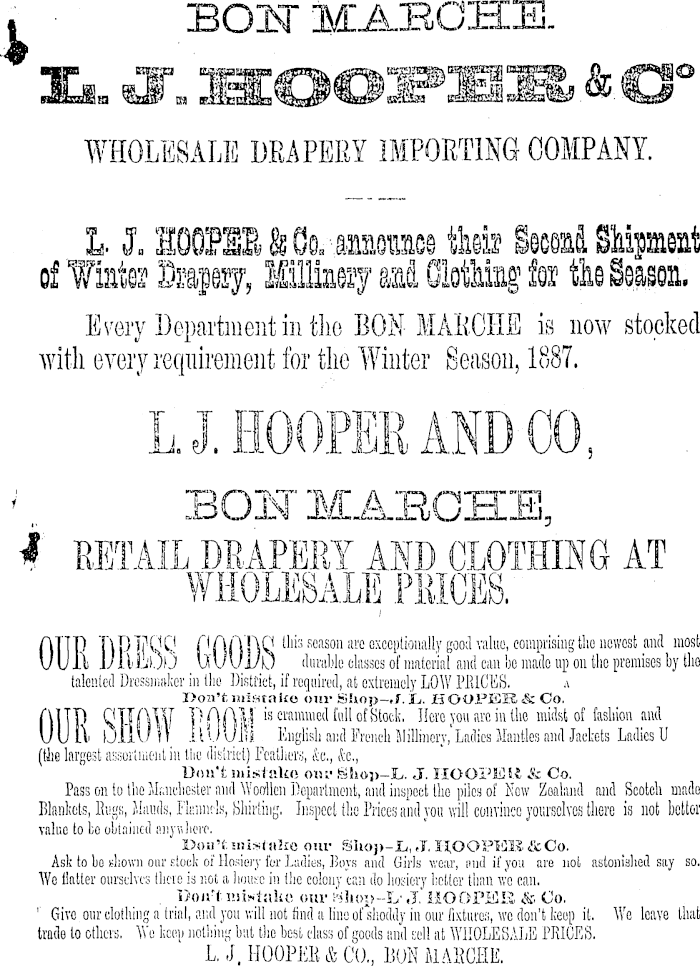 BON MARCHE.
L. J. HOOPER & Co
WHOLESALE DRAPERY IMPORTING COMPANY.
L. J. HOOPER & Co. announce their Second Shipment
of Winter Drapery, Millinery and Clothing for the Season.
Every Department in the BON MARCHE is now stocked
with every requirement for the Winter Season, 1887.
L. J. HOOPER AND CO,
BON MARCHE,
RETAIL DRAPERY AND CLOTHING AT
WHOLESALE PRICES.
OUR DRESS GOODS this season are exceptionally good value, comprising the newest and most
durable classes of material and can be made up on the premises by the
talented Dressmaker in the District, if required, at extremely LOW PRICES.
Don't mistake our Shop–J. L. HOOPER & Co.
OUR SHOW ROOM is crammed full of Stock. Here you are in the midst of fashion and
English and French Millinery, Ladies Mantles and Jackets Ladies U
(the largest assortment in the district) Feathers, &c., &c.,
Don't mistake our Shop–L. J. HOOPER & Co.
Pass on to the Manchester and Woollen Department, and inspect the piles of New Zealand and Scotch made
Blankets, Rugs, Mauds, Flannels, Shirting. Inspect the Prices and you will convince yourselves there is not better
value to be obtained anywhere.
Don't mistake our Shop–L. J. HOOPER & Co.
Ask to be shown our stock of Hosiery for Ladies, Boys and Girls wear, and if you are not astonished say so.
We flatter ourselves there is not a house in the colony can do hosiery better than we can.
Don't mistake our Shop–L. J. HOOPER & Co.
Give our clothing a trial, and you will not find a line of shoddy in our fixtures, we don't keep it. We leave that
trade to others. We keep nothing but the best class of goods and sell at WHOLESALE PRICES.
L. J. HOOPER & CO., BON MARCHE.